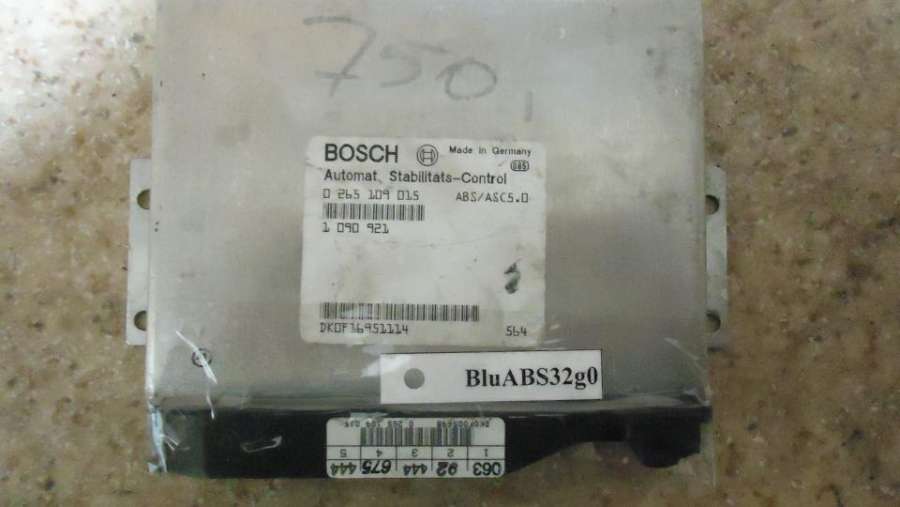 750
BOSCH
Made in Germany
085
Automat. Stabilitats-Control
0 265 109 015 ABS/ASC5.0
1 090 921
DKOF16951114 564
BluABS32g0
1 2 3 4 5
063 92 444 675 444